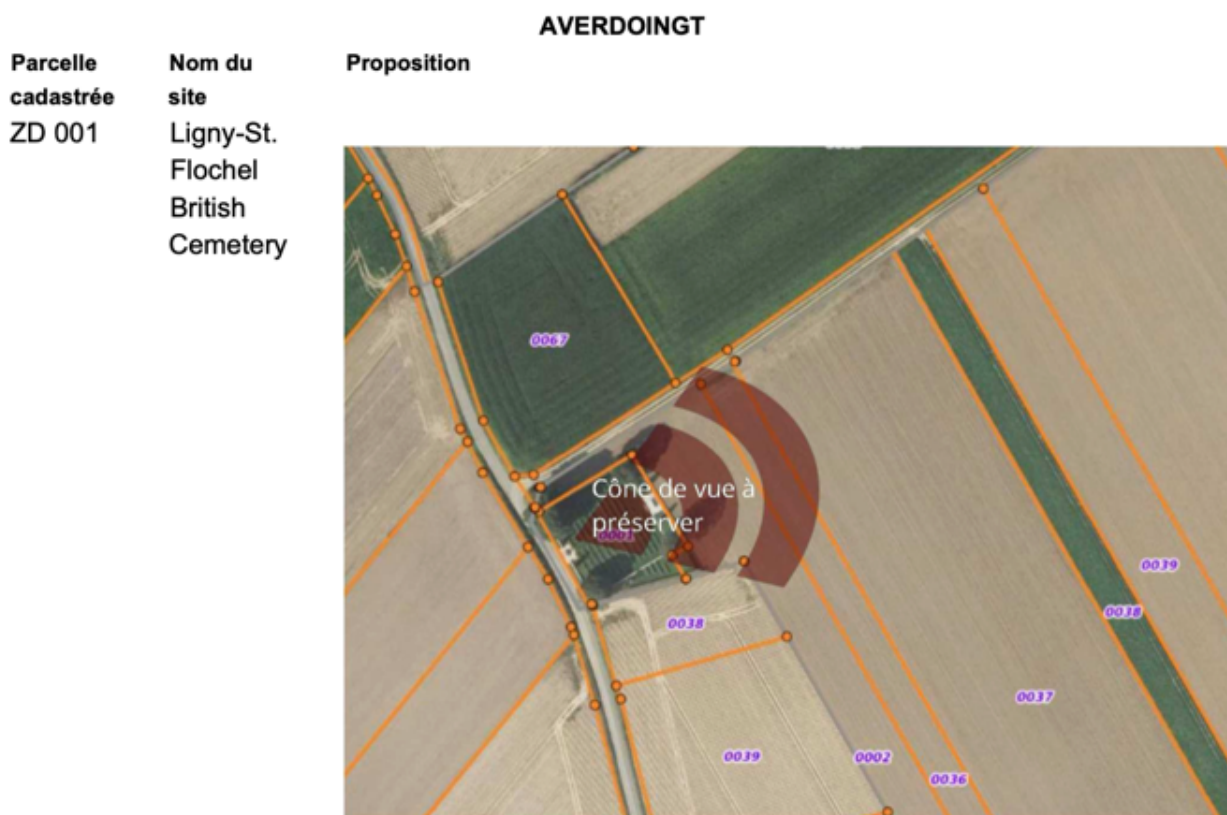 AVERDOINGT
Parcelle cadastrée
Nom du site
Proposition
ZD 001
Ligny-St.
Flochel
British
Cemetery
0067
Cône de vue à
préserver
0001
0039
0038
0038
0037
0039
0002
0036